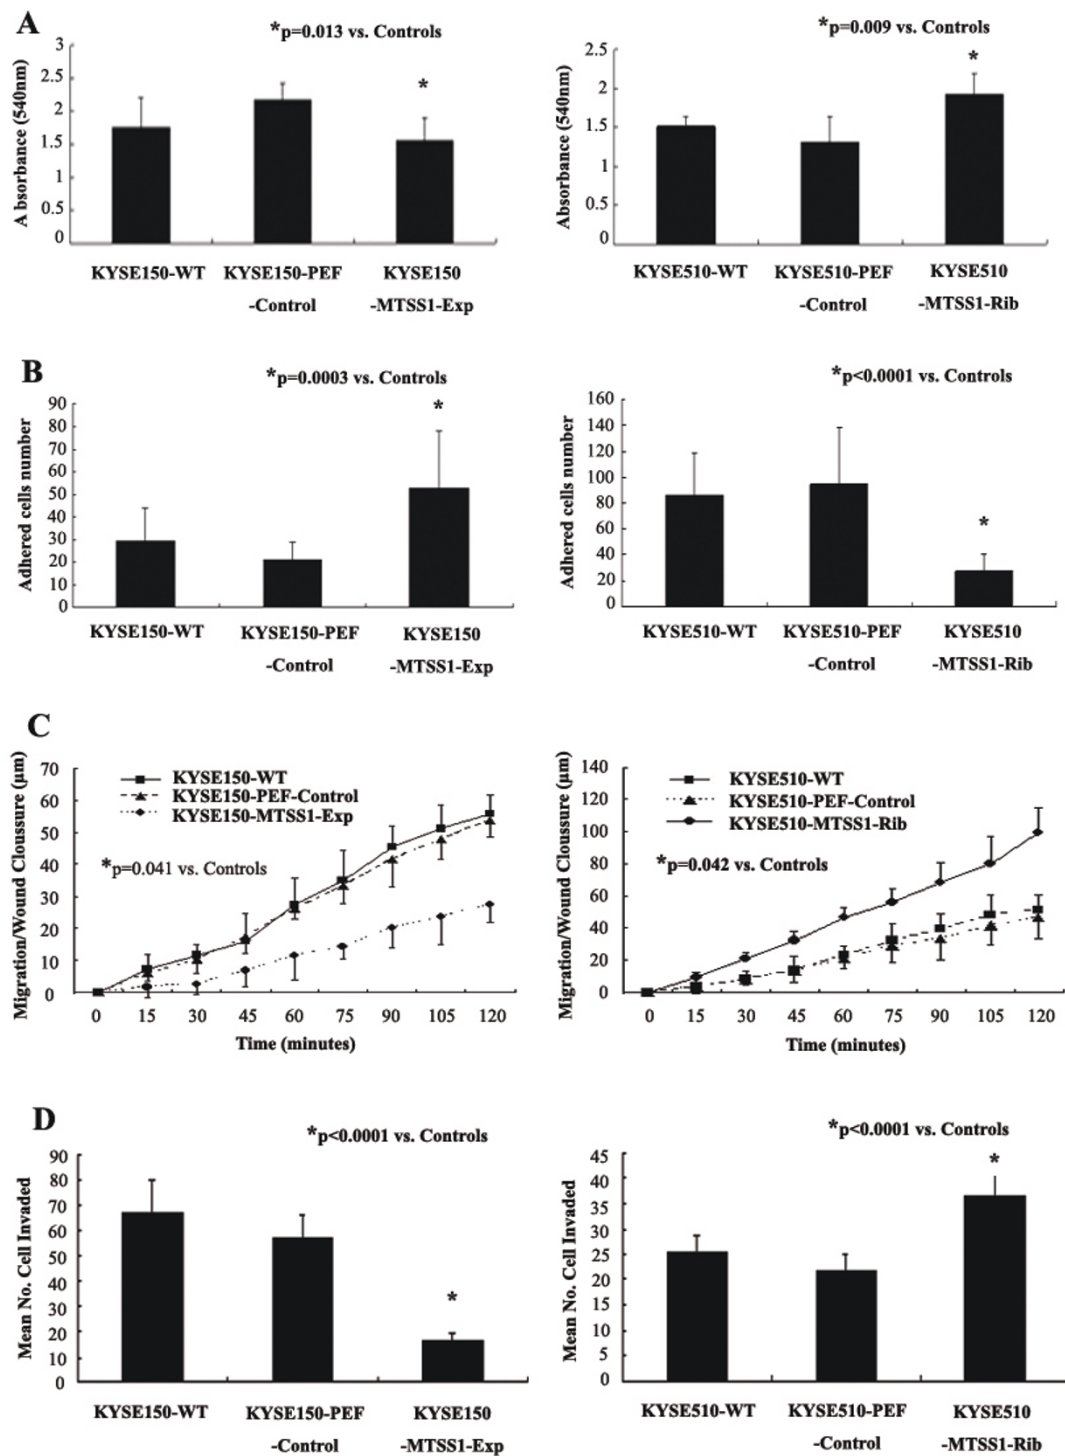 A
*p=0.013 vs. Controls
A bsorbance (540nm)
3
2.5
2
1.5
1
0.5
0
*
KYSE150-WT
KYSE150-PEF
-Control
KYSE150
-MTSS1-Exp
*p=0.009 vs. Controls
Absorbance (540nm)
2.5
2
1.5
1
0.5
0
*
KYSE510-WT
KYSE510-PEF
-Control
KYSE510
-MTSS1-Rib
B
*p=0.0003 vs. Controls
Adhered cells number
90
80
70
60
50
40
30
20
10
0
*
KYSE150-WT
KYSE150-PEF
-Control
KYSE150
-MTSS1-Exp
*p<0.0001 vs. Controls
Adhered cells number
160
140
120
100
80
60
40
20
0
*
KYSE510-WT
KYSE510-PEF
-Control
KYSE510
-MTSS1-Rib
C
Migration/Wound Cloussure (µm)
70
60
50
40
30
20
10
0
KYSE150-WT
KYSE150-PEF-Control
KYSE150-MTSS1-Exp
*p=0.041 vs. Controls
0 15 30 45 60 75 90 105 120
Time (minutes)
Migration/Wound Cloussure (µm)
140
120
100
80
60
40
20
0
KYSE510-WT
KYSE510-PEF-Control
KYSE510-MTSS1-Rib
*p=0.042 vs. Controls
0 15 30 45 60 75 90 105 120
Time (minutes)
D
*p<0.0001 vs. Controls
Mean No. Cell Invaded
90
80
70
60
50
40
30
20
10
0
*
KYSE150-WT
KYSE150-PEF
-Control
KYSE150
-MTSS1-Exp
*p<0.0001 vs. Controls
Mean No. Cell Invaded
45
40
35
30
25
20
15
10
5
0
*
KYSE510-WT
KYSE510-PEF
-Control
KYSE510
-MTSS1-Rib